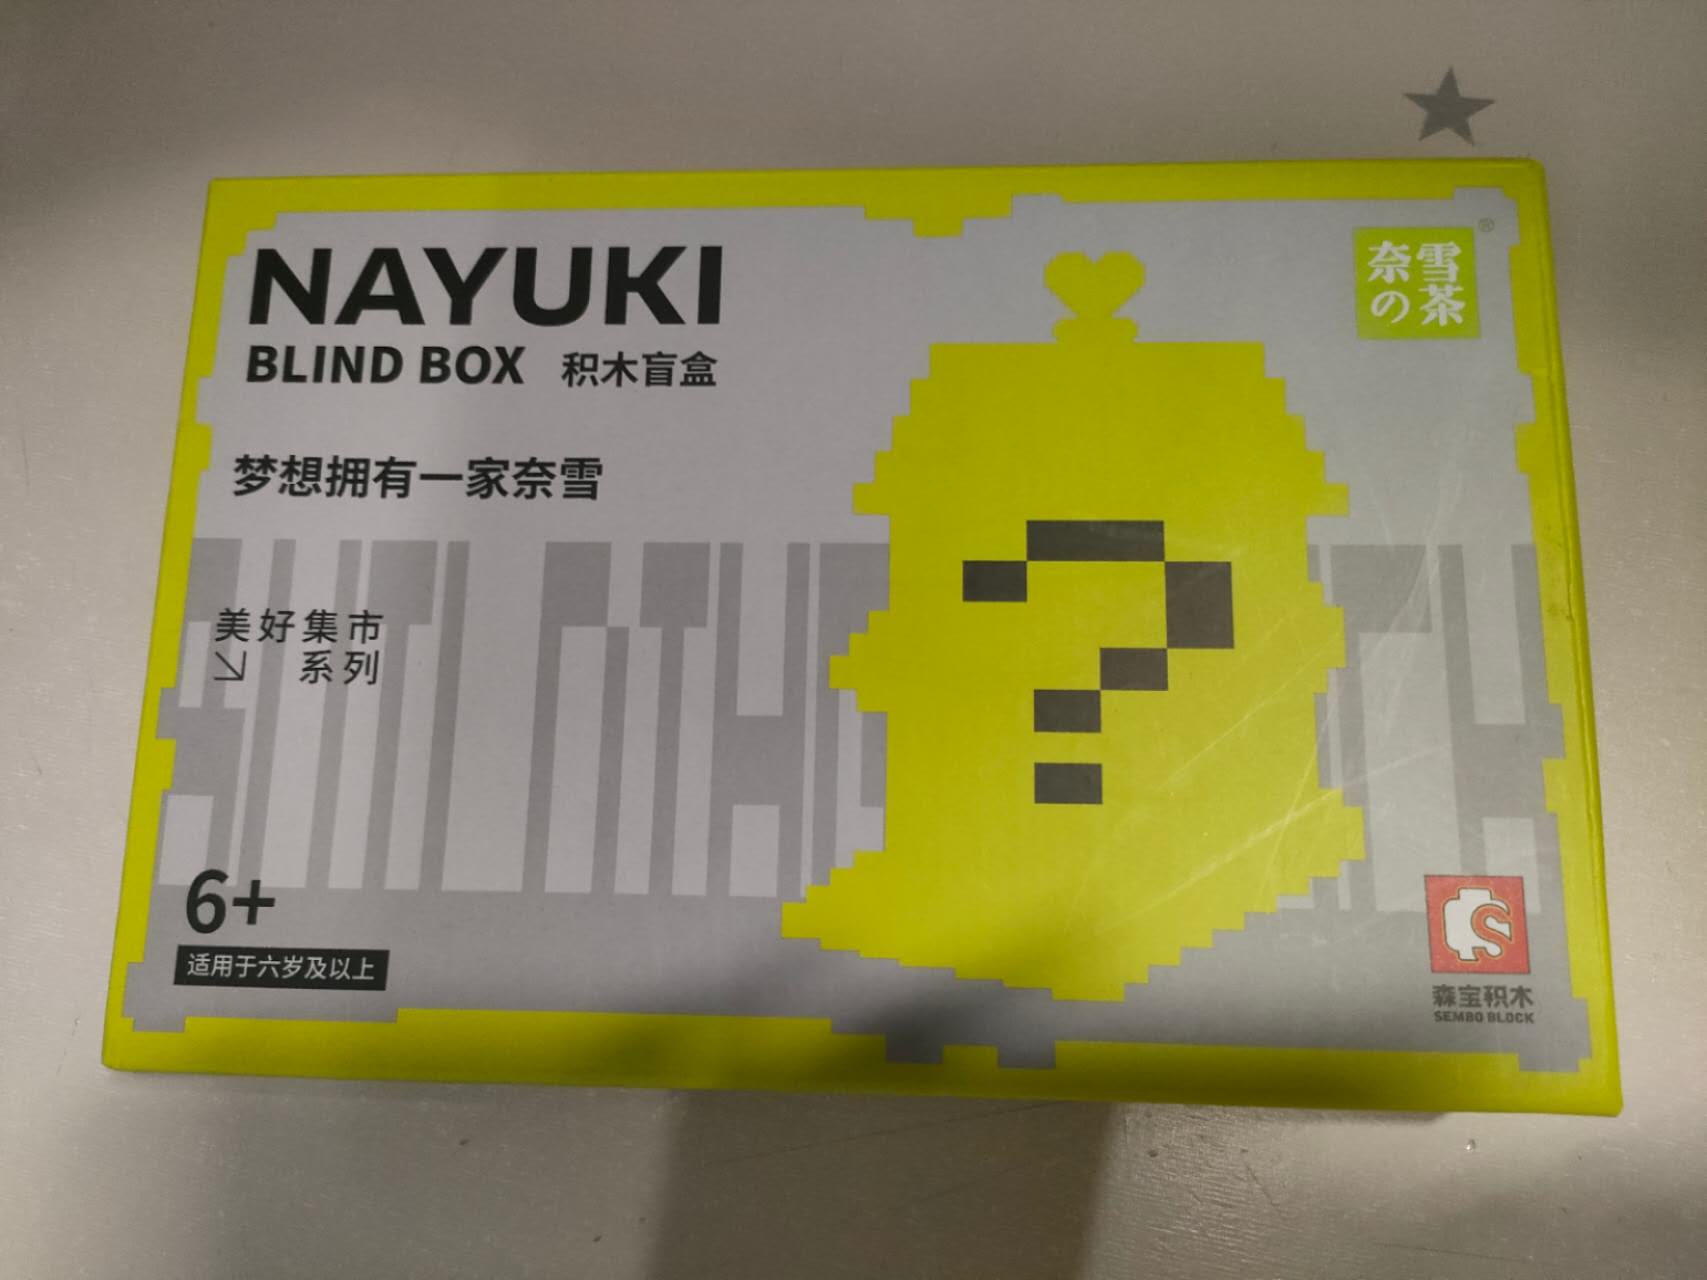 NAYUKI
BLIND BOX 积木盲盒
梦想拥有一家奈雪
美好集市
系列
6+
适用于六岁及以上
奈雪
の茶
®
?
S
森宝积木
SEMBO BLOCK